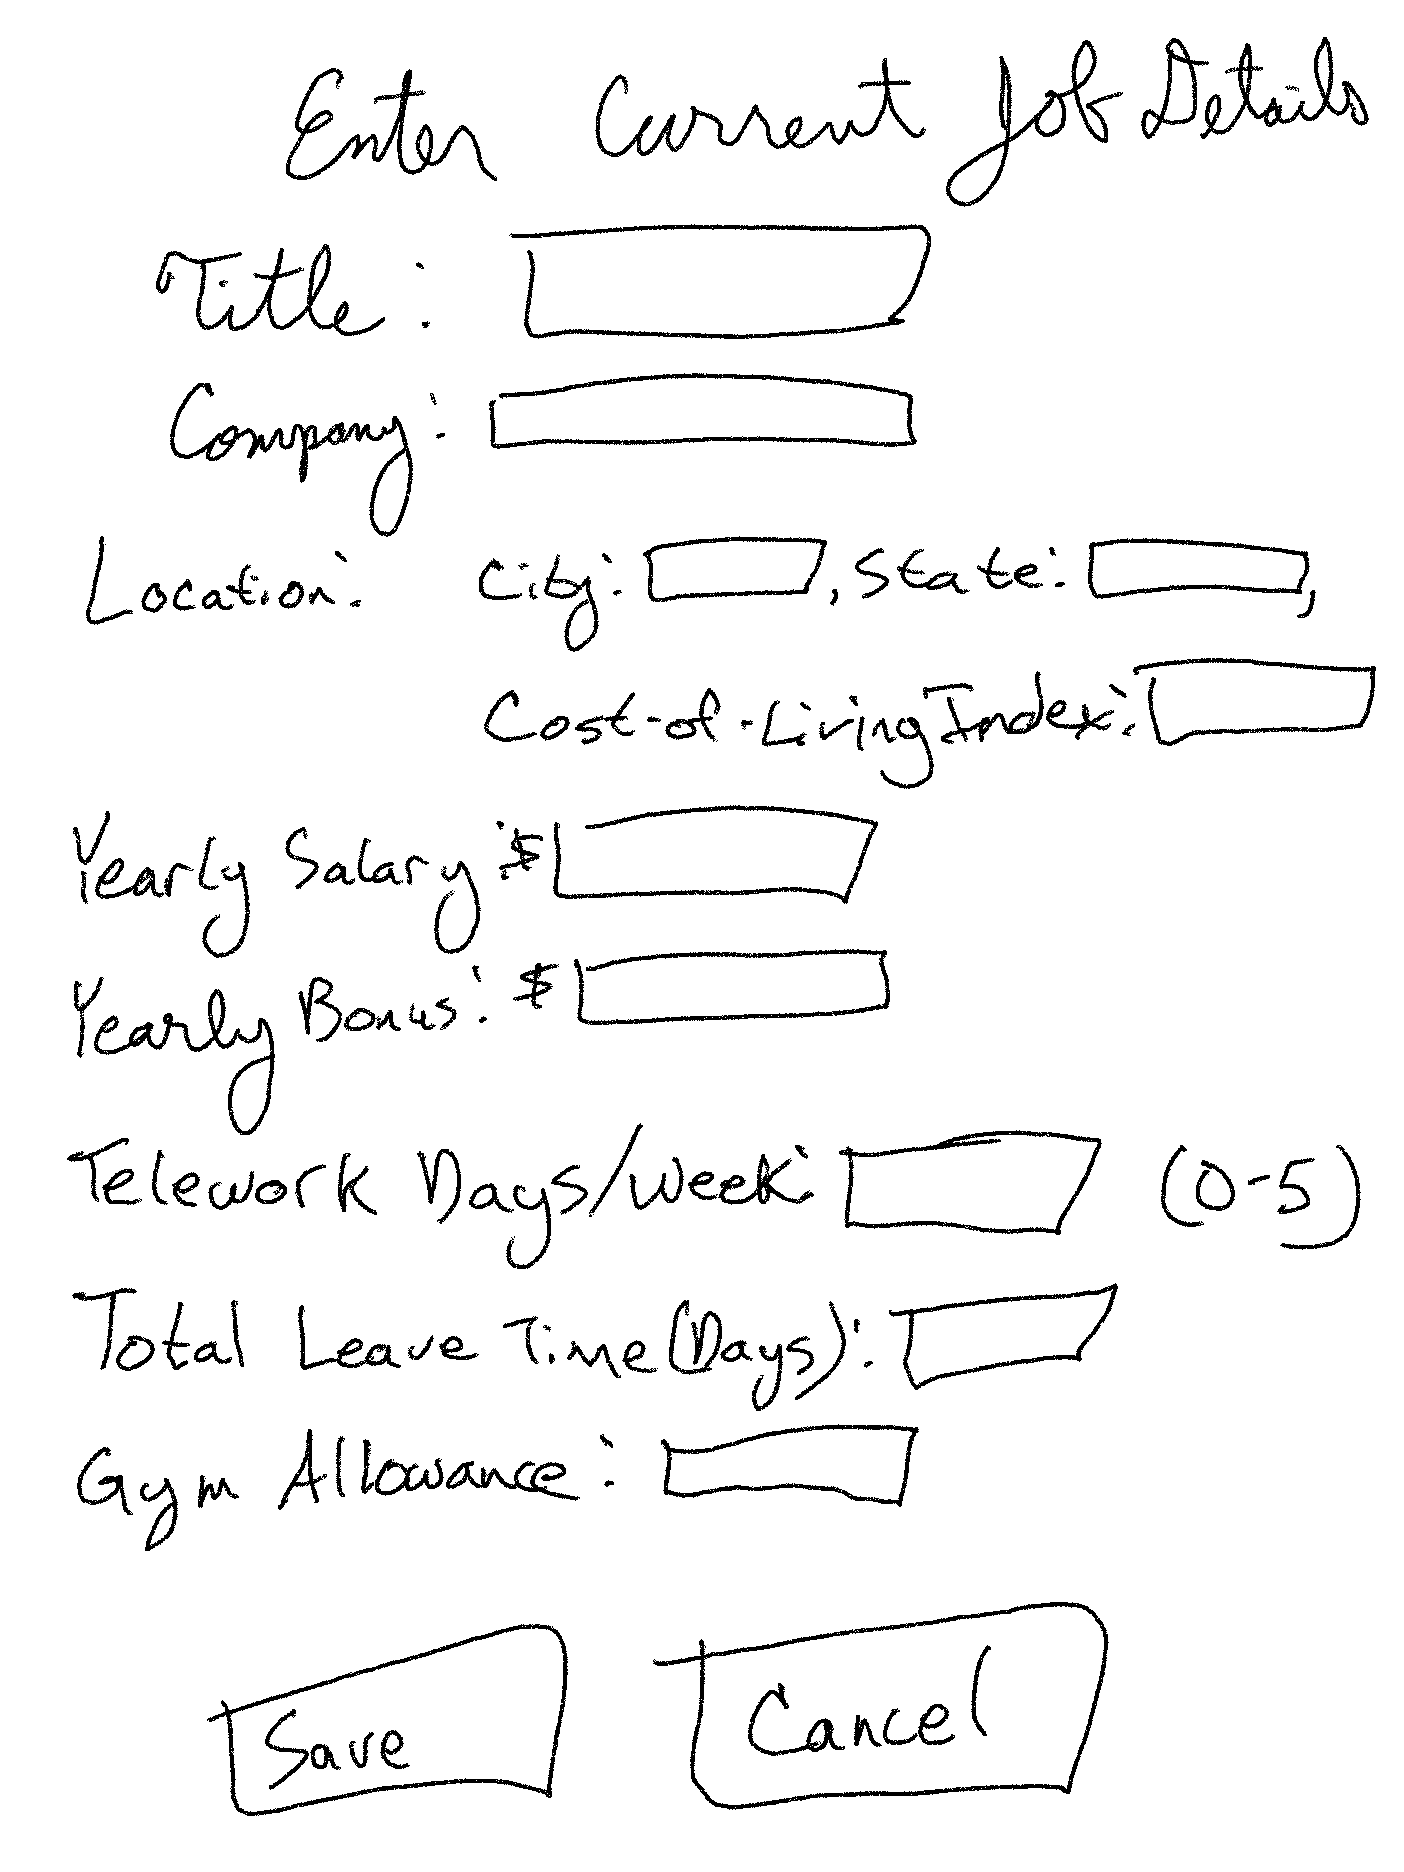 Enter Current Job Details
Title:
Company:
Location: City: , State: ,
Cost-of-Living Index:
Yearly Salary: $
Yearly Bonus: $
Telework Days/Week: (0-5)
Total Leave Time (Days):
Gym Allowance:
Save Cancel